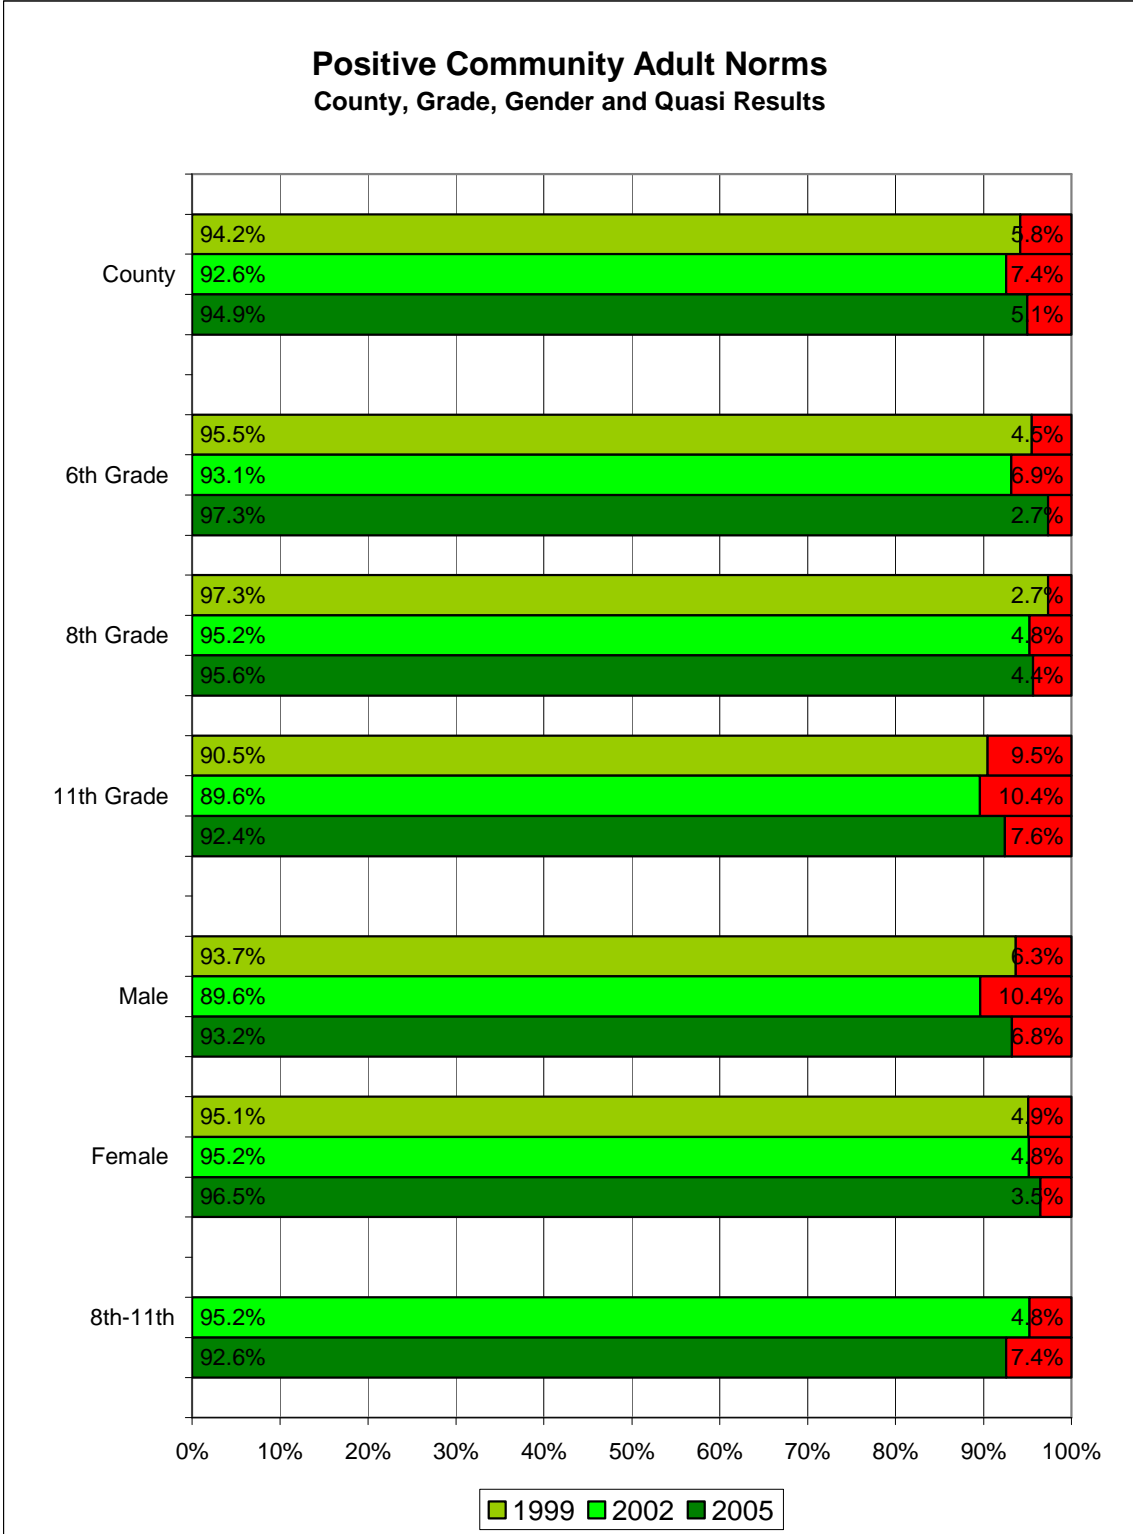 Positive Community Adult Norms
County, Grade, Gender and Quasi Results
94.2% 5.8%
County 92.6% 7.4%
94.9% 5.1%
95.5% 4.5%
6th Grade 93.1% 6.9%
97.3% 2.7%
97.3% 2.7%
8th Grade 95.2% 4.8%
95.6% 4.4%
90.5% 9.5%
11th Grade 89.6% 10.4%
92.4% 7.6%
93.7% 6.3%
Male 89.6% 10.4%
93.2% 6.8%
95.1% 4.9%
Female 95.2% 4.8%
96.5% 3.5%
8th-11th 95.2% 4.8%
92.6% 7.4%
0% 10% 20% 30% 40% 50% 60% 70% 80% 90% 100%
1999 2002 2005